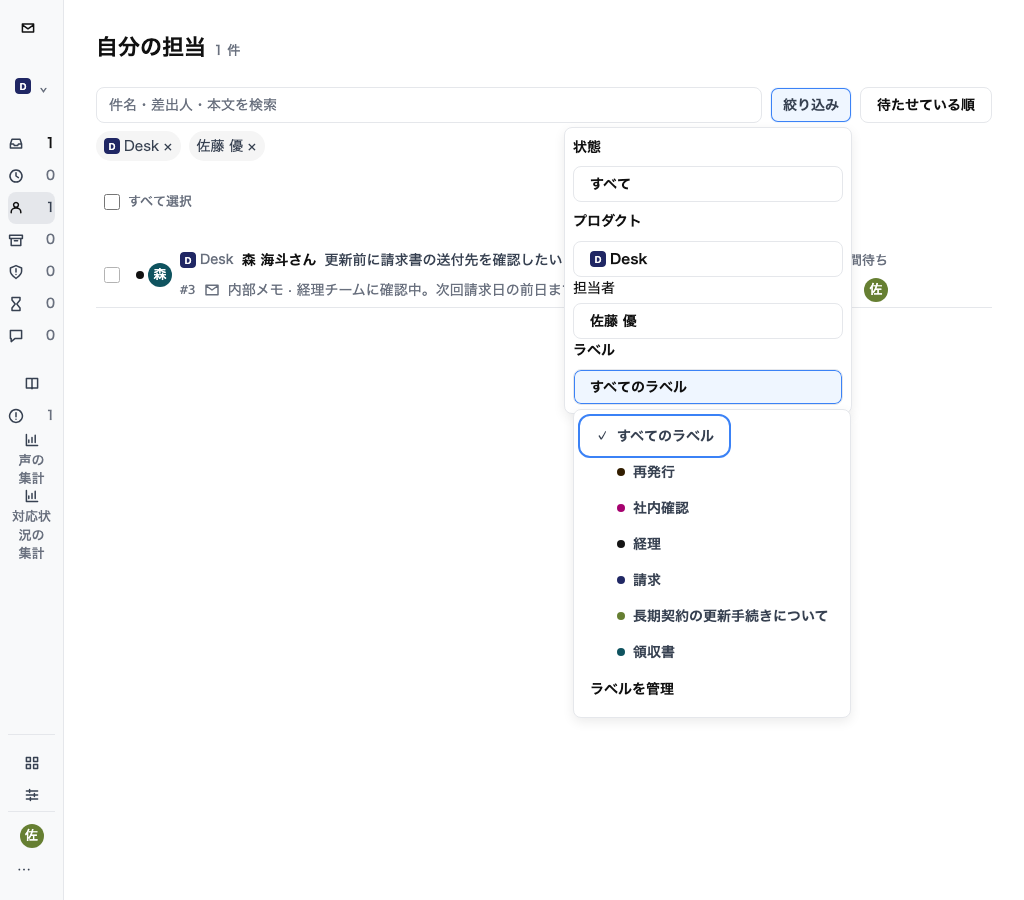 自分の担当 1 件
D
件名・差出人・本文を検索
絞り込み
待たせている順
D Desk ×
佐藤 優 ×
すべて選択
D Desk 森 海斗さん 更新前に請求書の送付先を確認したい
間待ち
森
#3 内部メモ · 経理チームに確認中。次回請求日の前日ま
佐
状態
すべて
プロダクト
D Desk
担当者
佐藤 優
ラベル
すべてのラベル
✓ すべてのラベル
再発行
社内確認
経理
請求
長期契約の更新手続きについて
領収書
ラベルを管理
1
0
1
0
0
0
0
1
声の
集計
対応状
況の
集計
佐
…